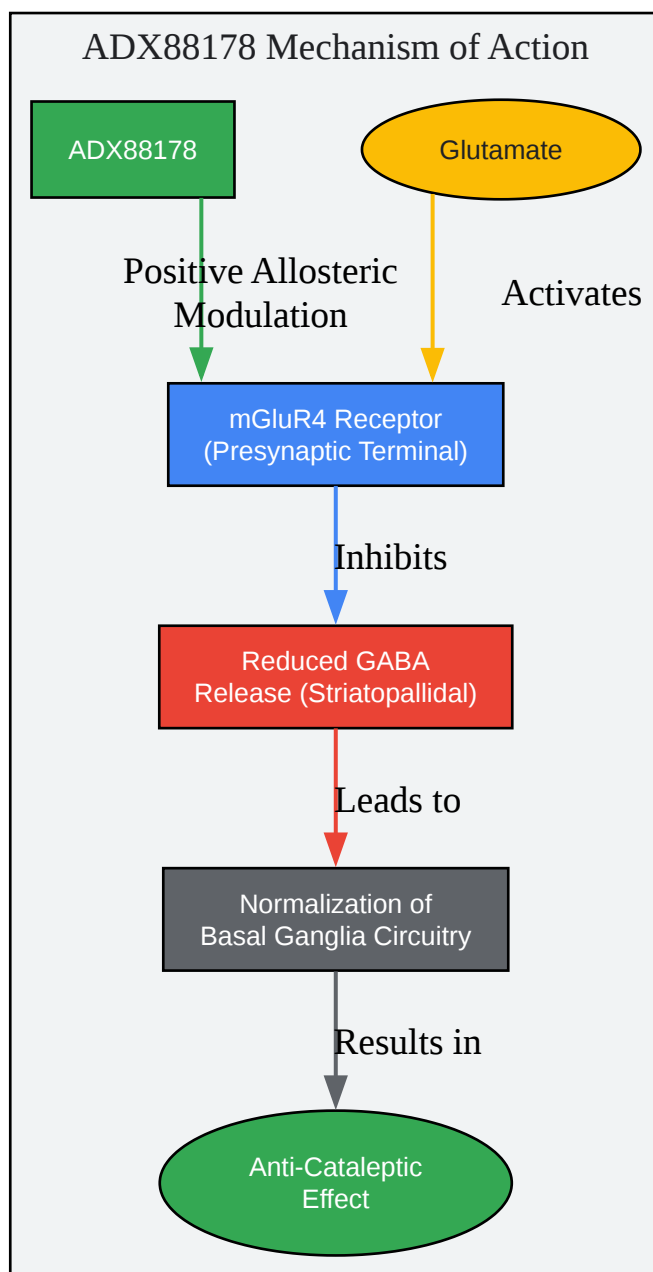 ADX88178 Mechanism of Action
ADX88178
Glutamate
Positive Allosteric
Modulation
Activates
mGluR4 Receptor
(Presynaptic Terminal)
Inhibits
Reduced GABA
Release (Striatopallidal)
Leads to
Normalization of
Basal Ganglia Circuitry
Results in
Anti-Cataleptic
Effect